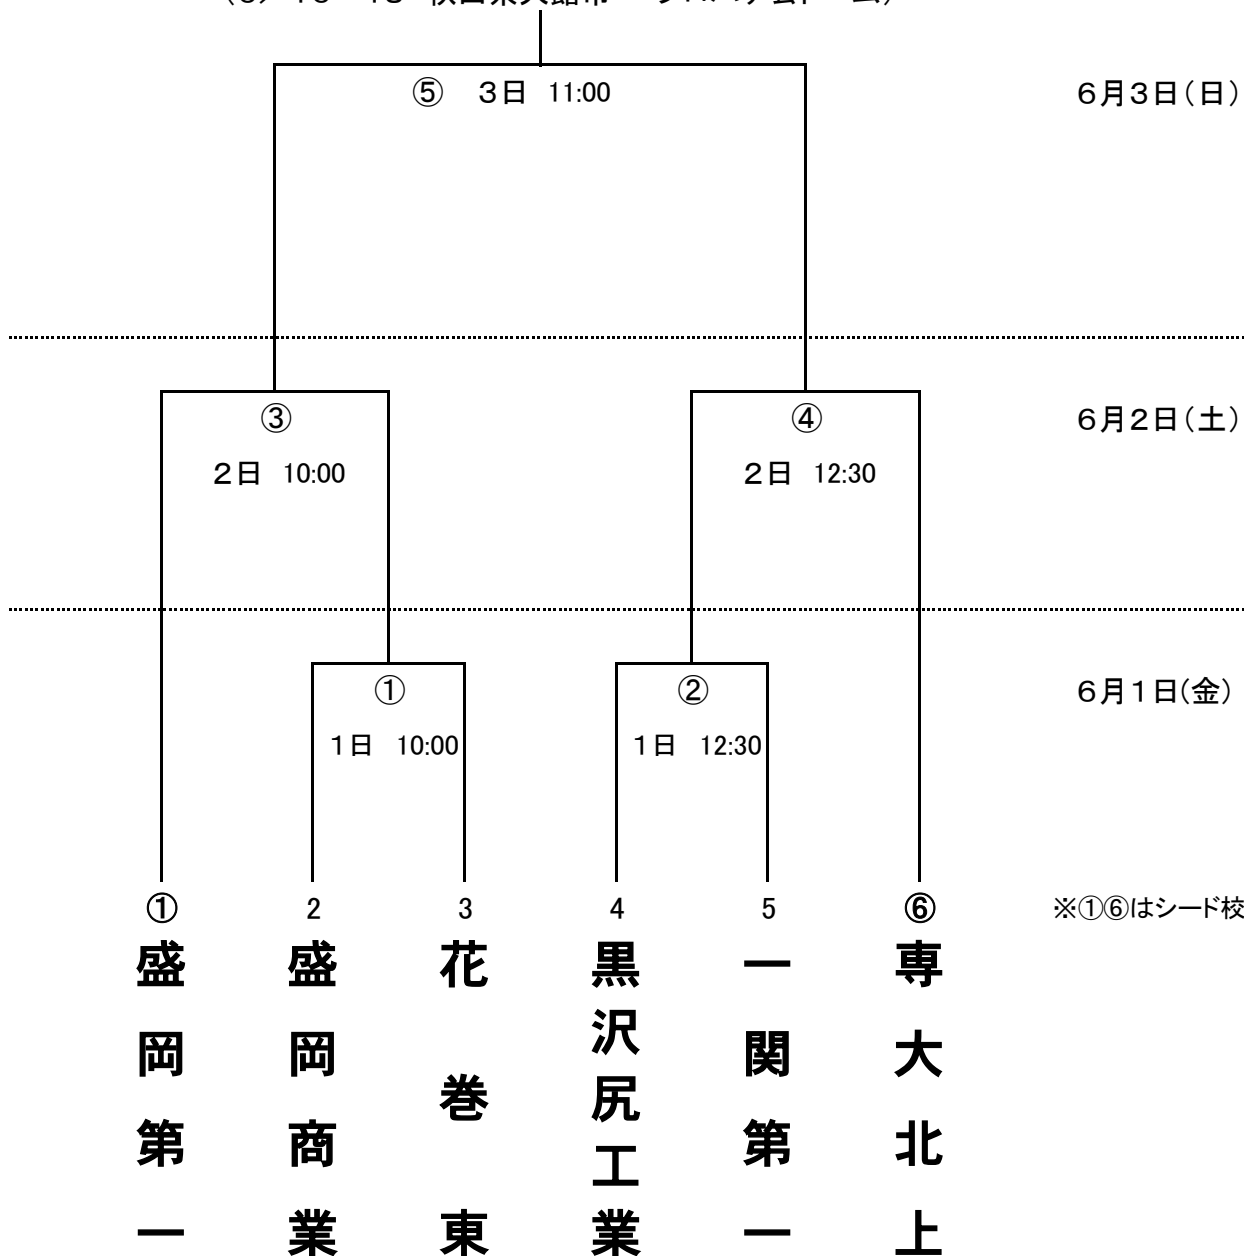 ⑤ 3日 11:00
6月3日(日)
③
④
6月2日(土)
2日 10:00
2日 12:30
①
②
6月1日(金)
1日 10:00
1日 12:30
① 2 3 4 5 ⑥
※①⑥はシード校
盛岡第一
盛岡商業
花巻東
黒沢尻工業
一関第一
専大北上